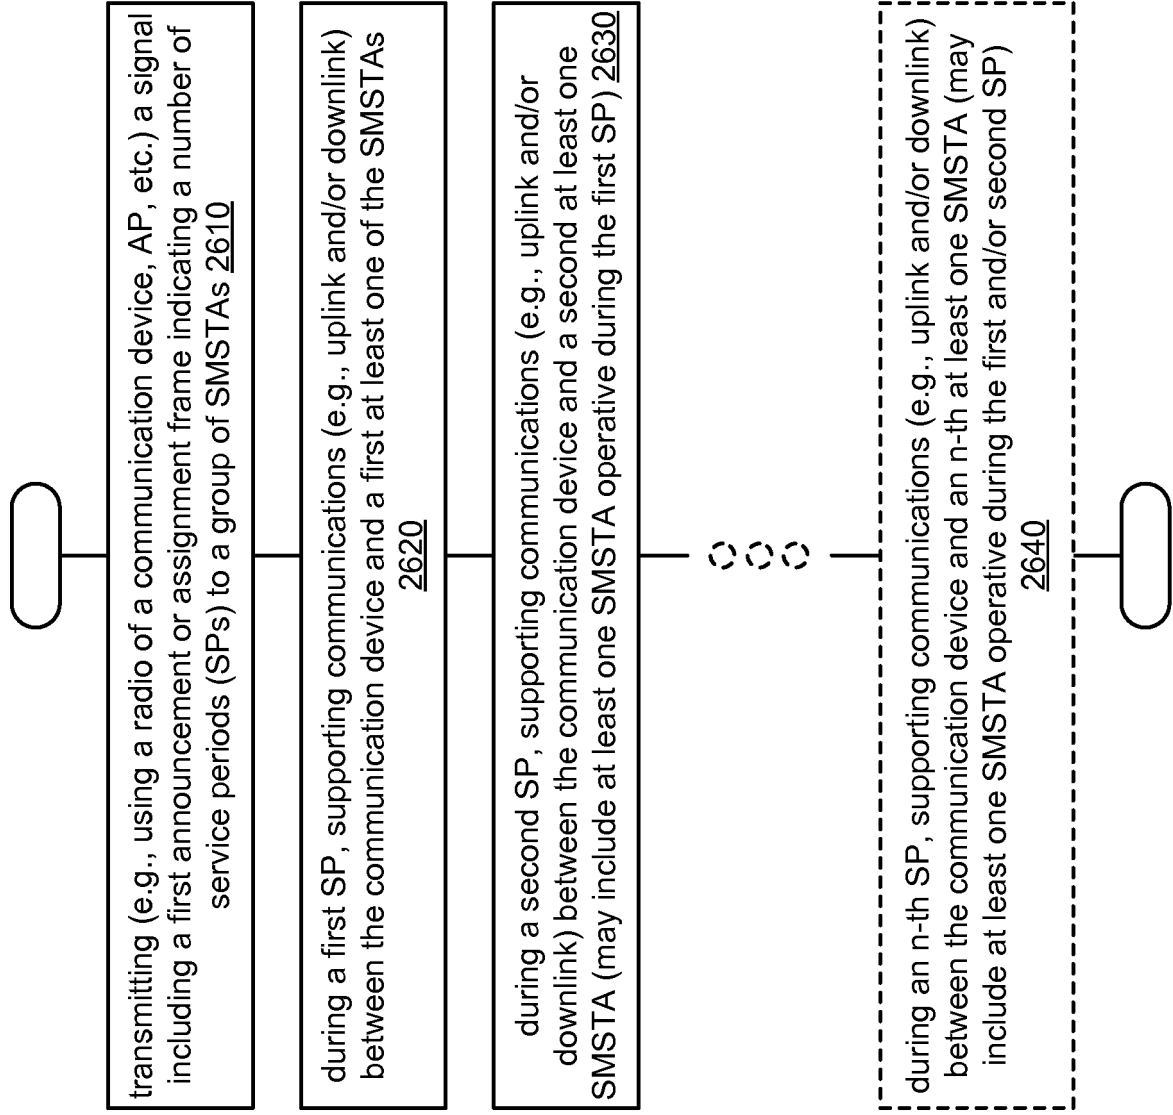 transmitting (e.g., using a radio of a communication device, AP, etc.) a signal
including a first announcement or assignment frame indicating a number of
service periods (SPs) to a group of SMSTAs 2610
during a first SP, supporting communications (e.g., uplink and/or downlink)
between the communication device and a first at least one of the SMSTAs
2620
during a second SP, supporting communications (e.g., uplink and/or
downlink) between the communication device and a second at least one
SMSTA (may include at least one SMSTA operative during the first SP) 2630
during an n-th SP, supporting communications (e.g., uplink and/or downlink)
between the communication device and an n-th at least one SMSTA (may
include at least one SMSTA operative during the first and/or second SP)
2640